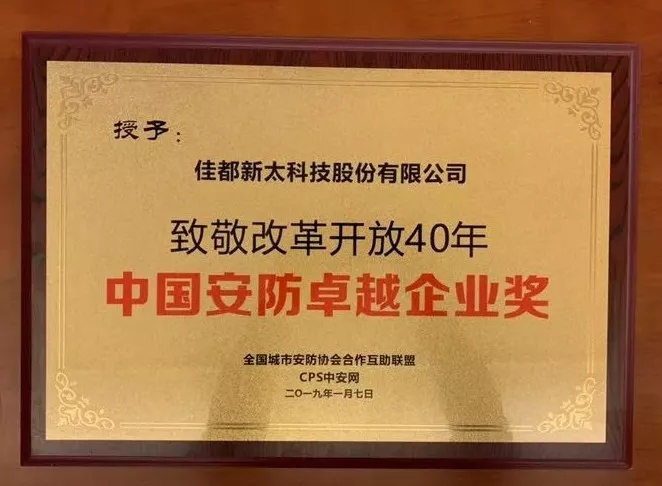 授予：
佳都新太科技股份有限公司
致敬改革开放40年
中国安防卓越企业奖
全国城市安防协会合作互助联盟
CPS中安网
二〇一九年一月七日